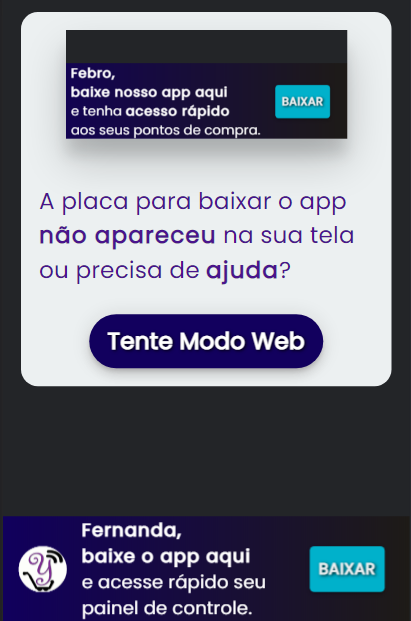 Febro,
baixe nosso app aqui
e tenha acesso rápido
aos seus pontos de compra.
BAIXAR
A placa para baixar o app
não apareceu na sua tela
ou precisa de ajuda?
Tente Modo Web
Y
Fernanda,
baixe o app aqui
e acesse rápido seu
painel de controle.
BAIXAR